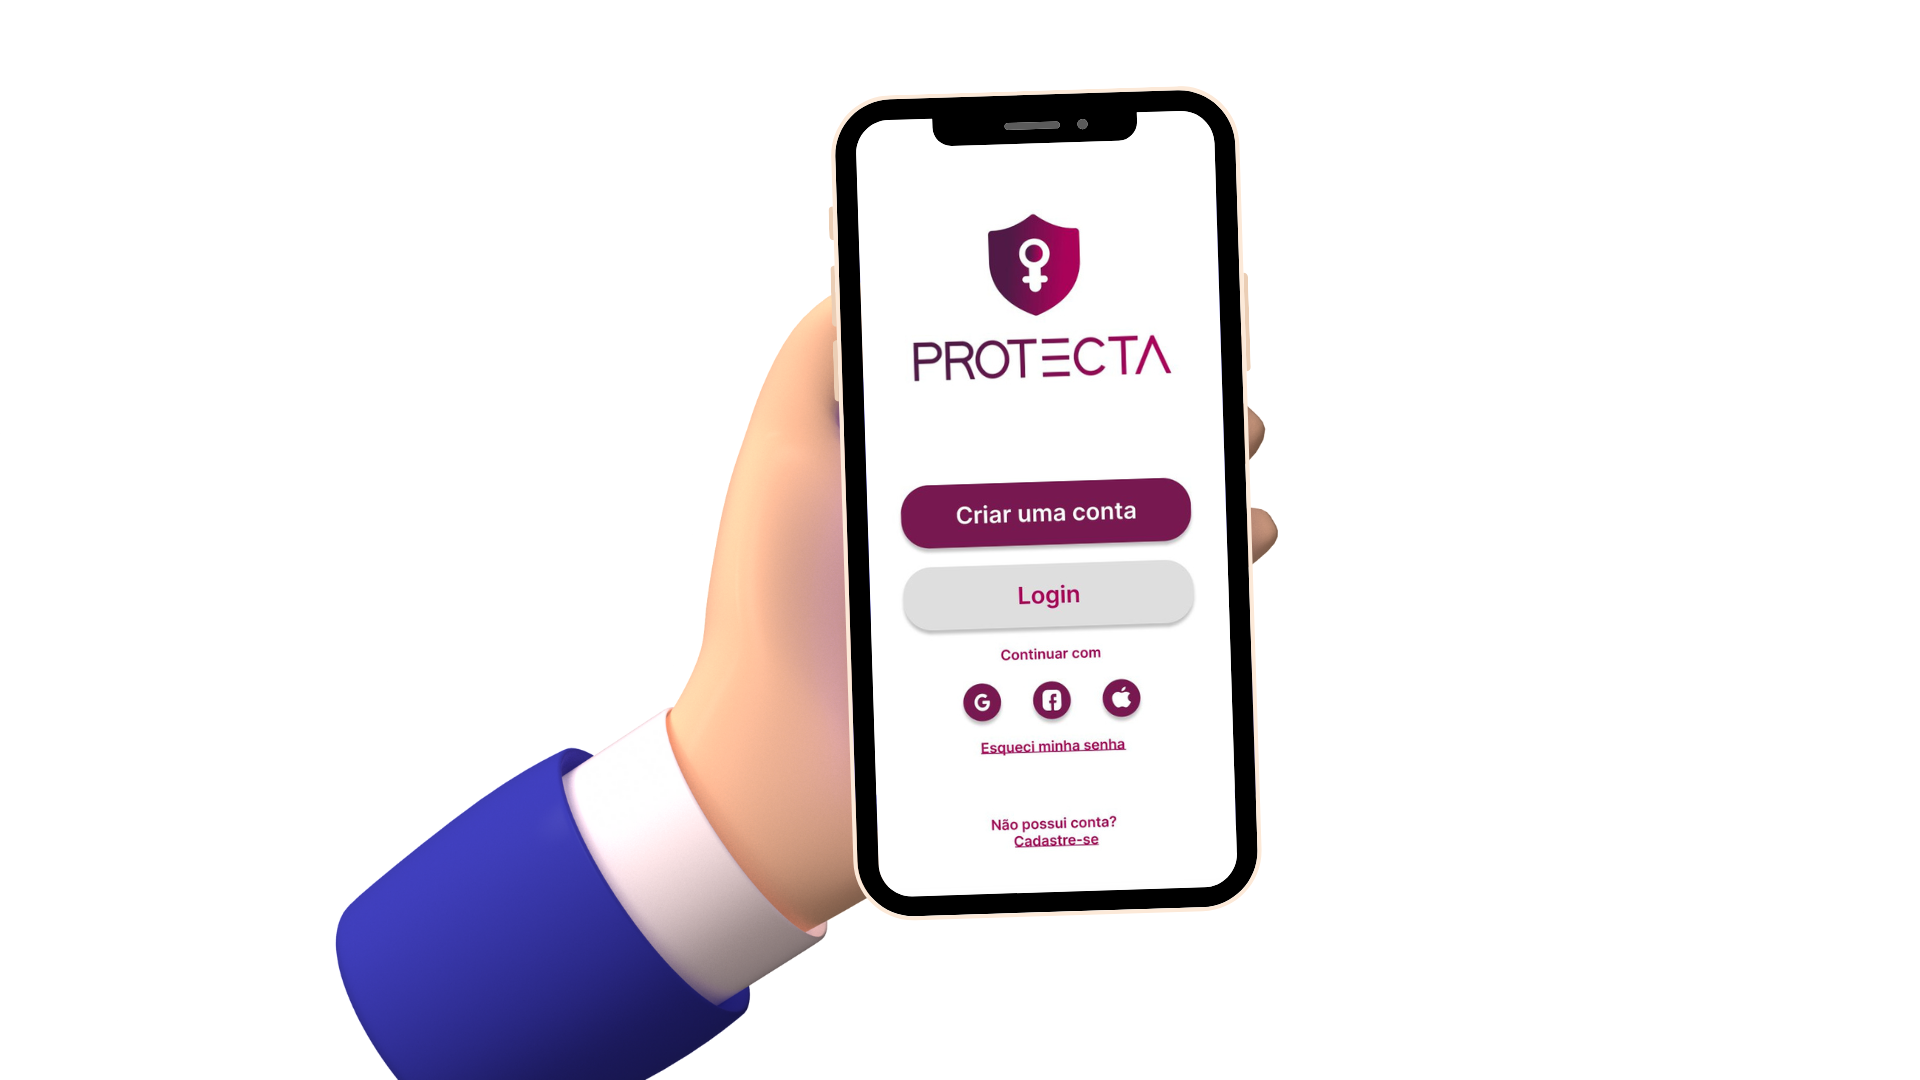 PROTECTA
Criar uma conta
Login
Continuar com
Esqueci minha senha
Não possui conta?
Cadastre-se